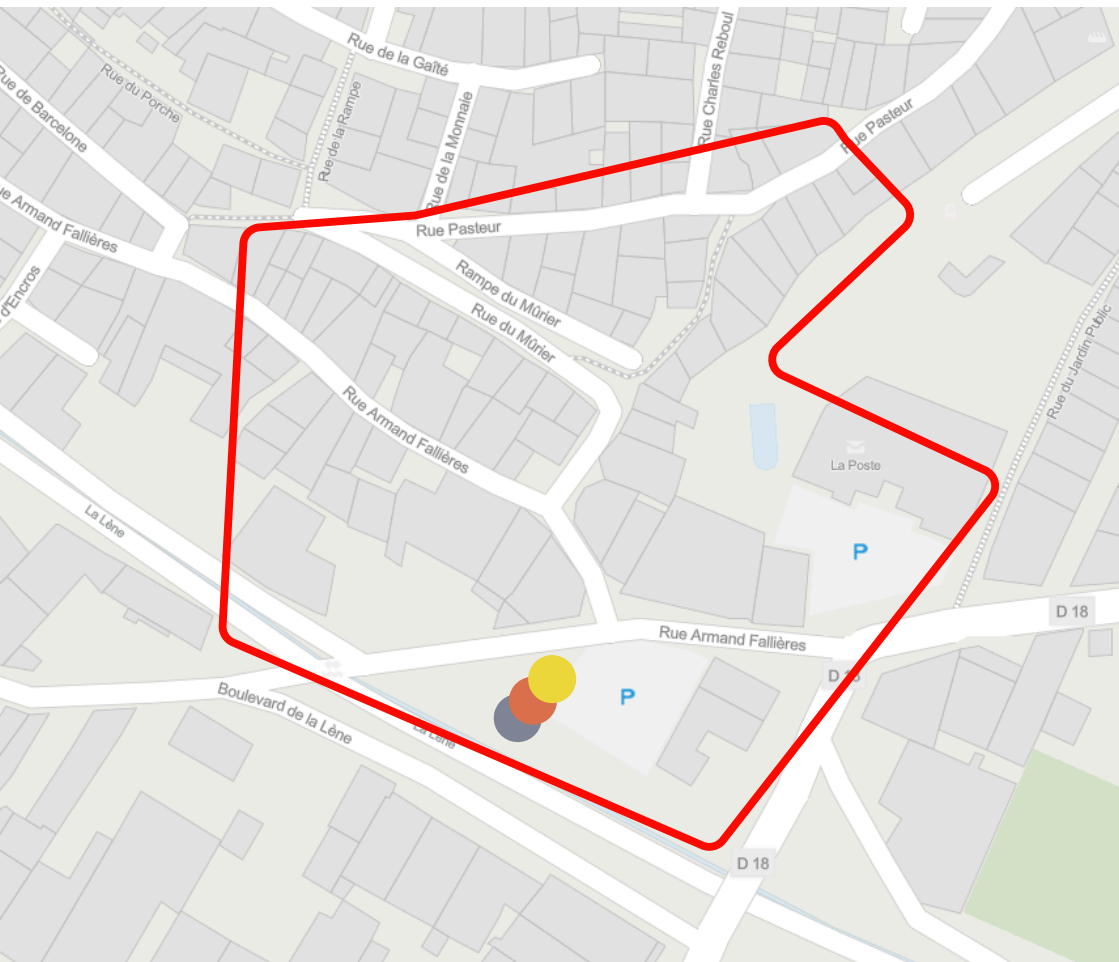 Rue de la Gaîté
Rue Charles Reboul
Rue du Porche
Rue de la Rampe
Rue de la Monnaie
Rue de Barcelone
Rue Pasteur
ue Armand Fallières
Rue Pasteur
d'Encros
Rampe du Mûrier
Rue du Mûrier
Rue du Jardin Public
Rue Armand Fallières
La Poste
La Lène
P
D 18
Rue Armand Fallières
D 18
P
Boulevard de la Lène
La Lène
D 18